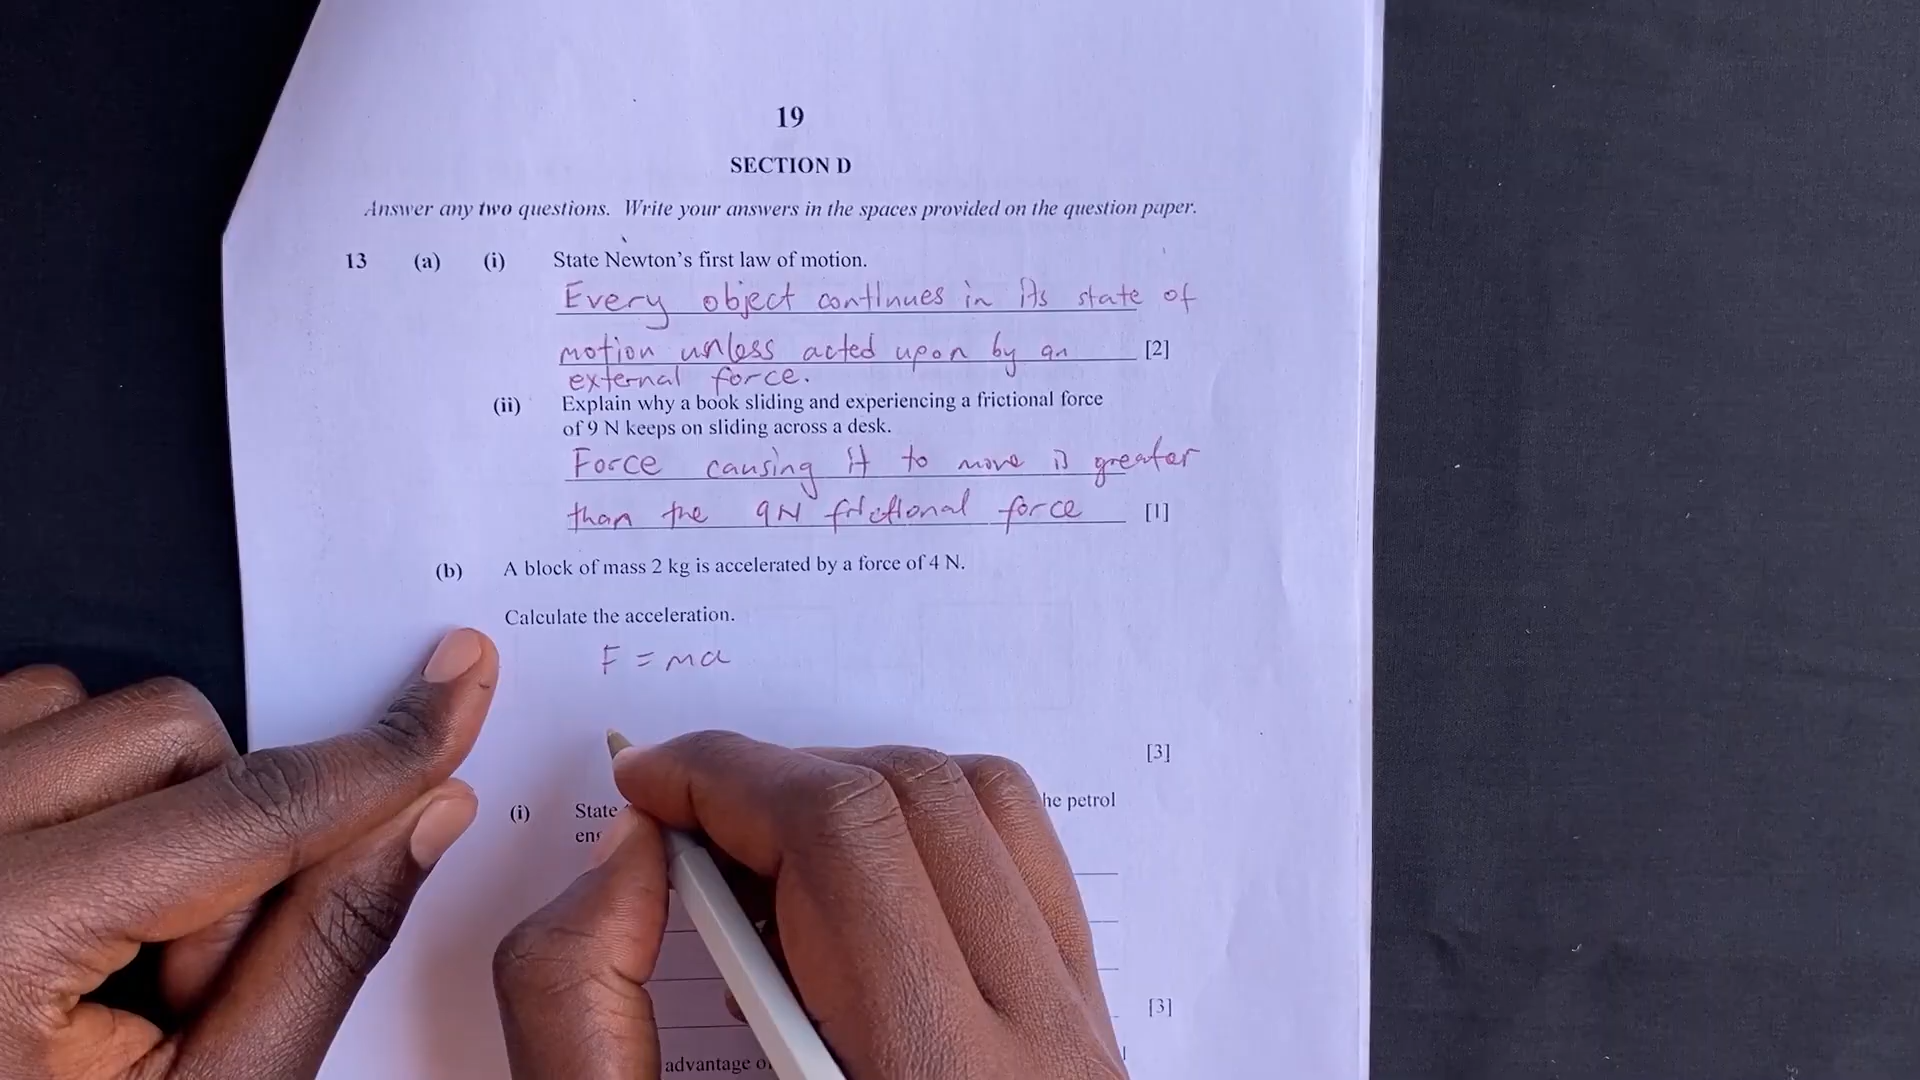 19
SECTION D
Answer any two questions. Write your answers in the spaces provided on the question paper.
13 (a) (i) State Newton's first law of motion.
Every object continues in its state of
motion unless acted upon by an [2]
external force.
(ii) Explain why a book sliding and experiencing a frictional force
of 9 N keeps on sliding across a desk.
Force causing it to move is greater
than the 9N frictional force [1]
(b) A block of mass 2 kg is accelerated by a force of 4 N.
Calculate the acceleration.
F = ma
[3]
(i) State he petrol
[3]
advantage